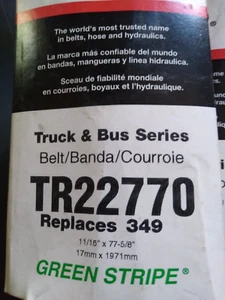 The world's most trusted name
in belts, hose and hydraulics.
La marca más confiable del mundo
en bandas, mangueras y línea hidraulica.
Sceau de fiabilité mondiale
en courroies, boyaux et l'hydraulique.
Truck & Bus Series
Belt/Banda/Courroie
TR22770
Replaces 349
11/16" x 77-5/8"
17mm x 1971mm
GREEN STRIPE®